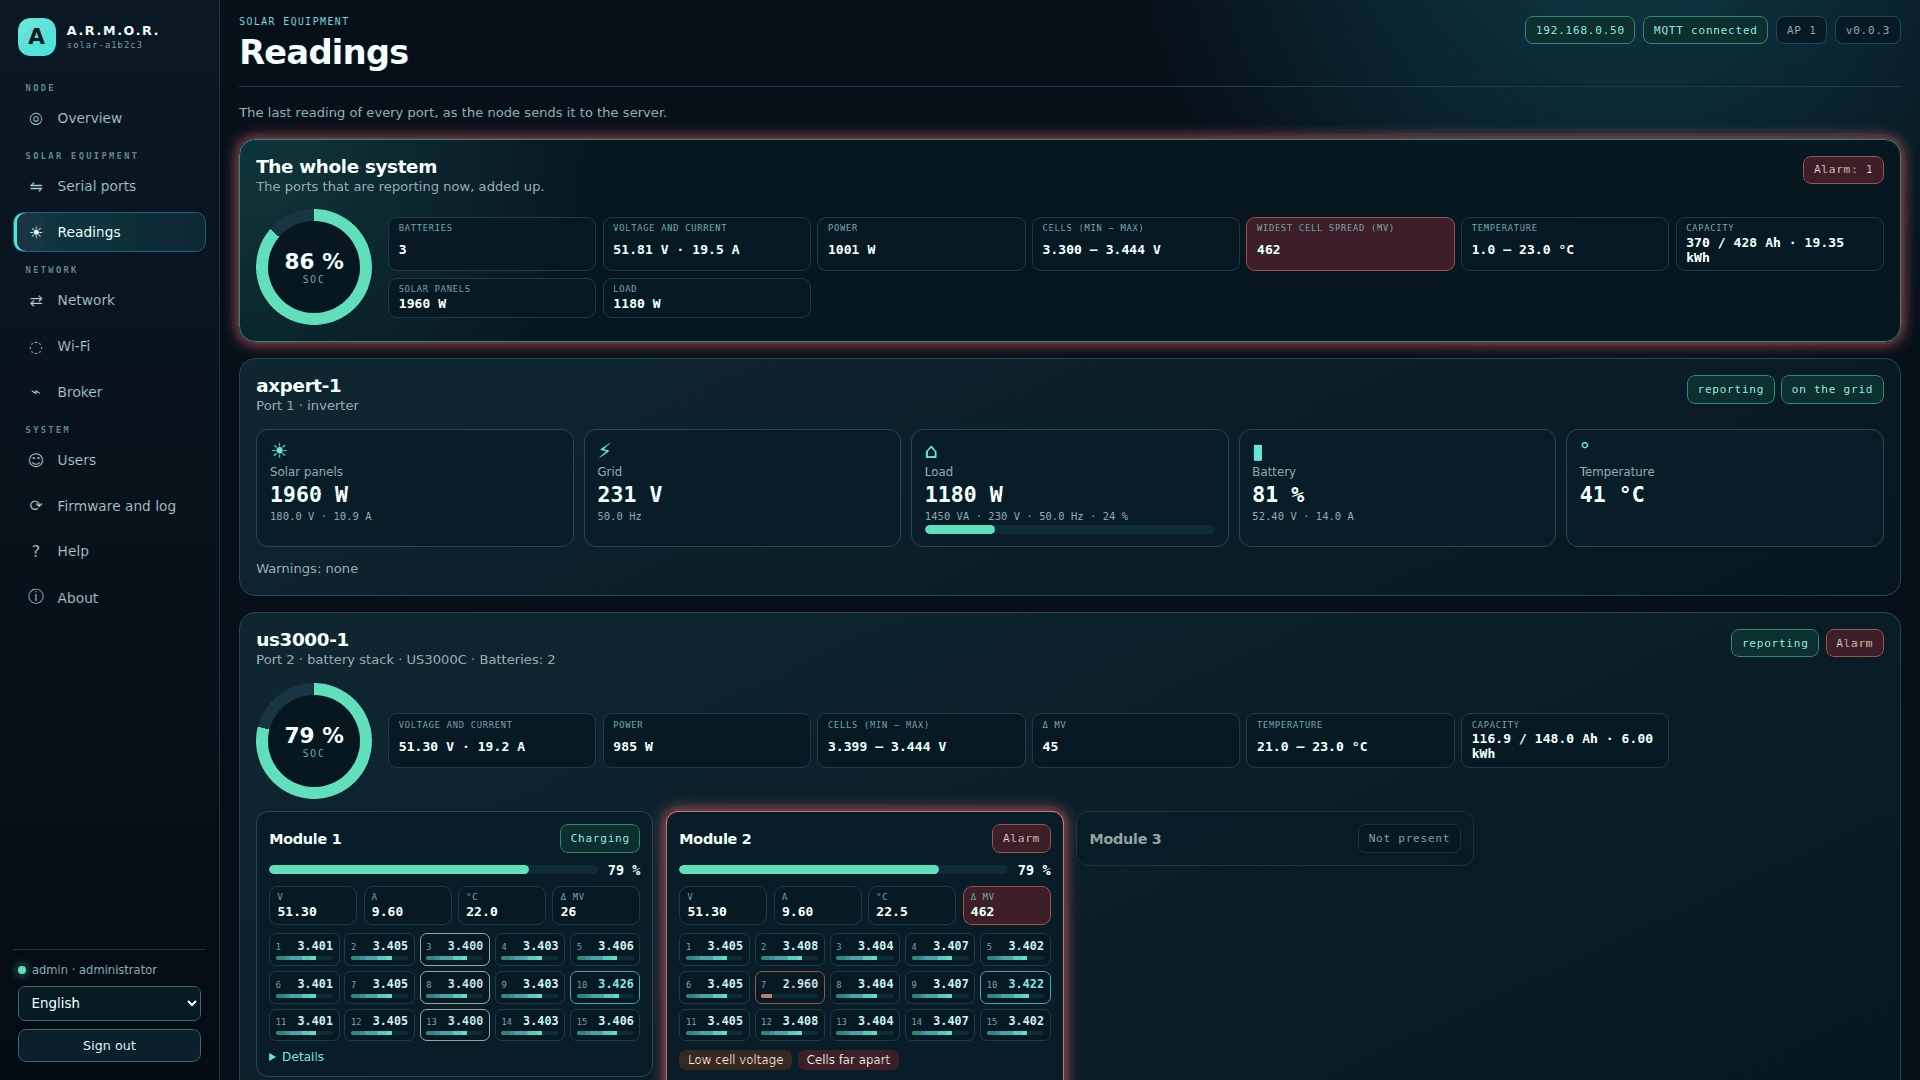 A
A.R.M.O.R.
solar-a1b2c3
NODE
Overview
SOLAR EQUIPMENT
Serial ports
Readings
NETWORK
Network
Wi-Fi
Broker
SYSTEM
Users
Firmware and log
? Help
About
admin · administrator
English
Sign out
SOLAR EQUIPMENT
Readings
192.168.0.50
MQTT connected
AP 1
v0.0.3
The last reading of every port, as the node sends it to the server.
The whole system
The ports that are reporting now, added up.
Alarm: 1
86 %
SOC
BATTERIES
3
VOLTAGE AND CURRENT
51.81 V · 19.5 A
POWER
1001 W
CELLS (MIN – MAX)
3.300 – 3.444 V
WIDEST CELL SPREAD (MV)
462
TEMPERATURE
1.0 – 23.0 °C
CAPACITY
370 / 428 Ah · 19.35
kWh
SOLAR PANELS
1960 W
LOAD
1180 W
axpert-1
Port 1 · inverter
reporting
on the grid
Solar panels
1960 W
180.0 V · 10.9 A
Grid
231 V
50.0 Hz
Load
1180 W
1450 VA · 230 V · 50.0 Hz · 24 %
Battery
81 %
52.40 V · 14.0 A
°
Temperature
41 °C
Warnings: none
us3000-1
Port 2 · battery stack · US3000C · Batteries: 2
reporting
Alarm
79 %
SOC
VOLTAGE AND CURRENT
51.30 V · 19.2 A
POWER
985 W
CELLS (MIN – MAX)
3.399 – 3.444 V
Δ MV
45
TEMPERATURE
21.0 – 23.0 °C
CAPACITY
116.9 / 148.0 Ah · 6.00
kWh
Module 1
Charging
79 %
V
51.30
A
9.60
°C
22.0
Δ MV
26
1 3.401
2 3.405
3 3.400
4 3.403
5 3.406
6 3.401
7 3.405
8 3.400
9 3.403
10 3.426
11 3.401
12 3.405
13 3.400
14 3.403
15 3.406
Details
Module 2
Alarm
79 %
V
51.30
A
9.60
°C
22.5
Δ MV
462
1 3.405
2 3.408
3 3.404
4 3.407
5 3.402
6 3.405
7 2.960
8 3.404
9 3.407
10 3.422
11 3.405
12 3.408
13 3.404
14 3.407
15 3.402
Low cell voltage
Cells far apart
Module 3
Not present